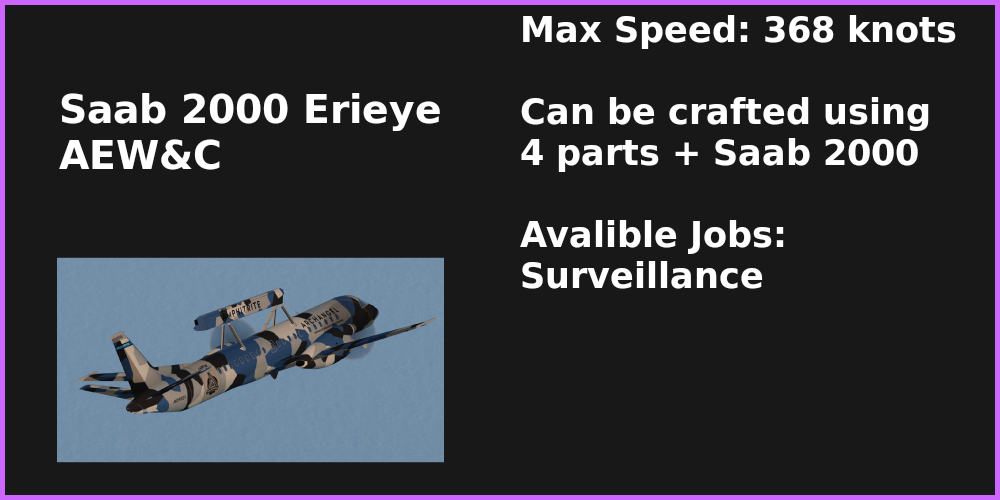 Saab 2000 Erieye
AEW&C
Max Speed: 368 knots
Can be crafted using
4 parts + Saab 2000
Avalible Jobs:
Surveillance
ARCHANGEL